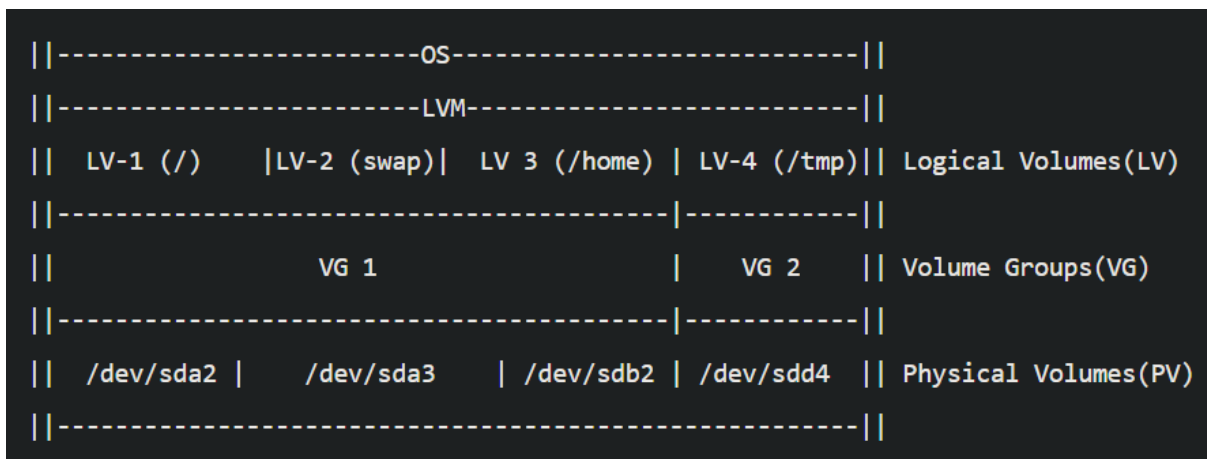 ||-------------------------OS----------------------------||
||-------------------------LVM---------------------------||
|| LV-1 (/) |LV-2 (swap)| LV 3 (/home) | LV-4 (/tmp)|| Logical Volumes(LV)
||------------------------------------------|------------||
|| VG 1 | VG 2 || Volume Groups(VG)
||------------------------------------------|------------||
|| /dev/sda2 | /dev/sda3 | /dev/sdb2 | /dev/sdd4 || Physical Volumes(PV)
||-------------------------------------------------------||